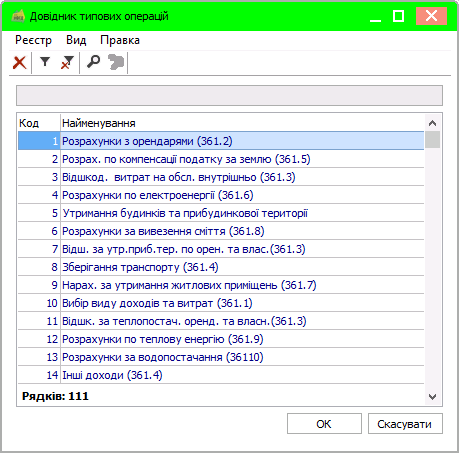 Довідник типових операцій
Реєстр Вид Правка
Код Найменування
1 Розрахунки з орендарями (361.2)
2 Розрах. по компенсації податку за землю (361.5)
3 Відшкод. витрат на обсл. внутрішньо (361.3)
4 Розрахунки по електроенергії (361.6)
5 Утримання будинків та прибудинкової території
6 Розрахунки за вивезення сміття (361.8)
7 Відш. за утр.приб.тер. по орен. та влас.(361.3)
8 Зберігання транспорту (361.4)
9 Нарах. за утримання житлових приміщень (361.7)
10 Вибір виду доходів та витрат (361.1)
11 Відшк. за теплопостач. оренд. та власн.(361.3)
12 Розрахунки по теплову енергію (361.9)
13 Розрахунки за водопостачання (36110)
14 Інші доходи (361.4)
Рядків: 111
ОК Скасувати